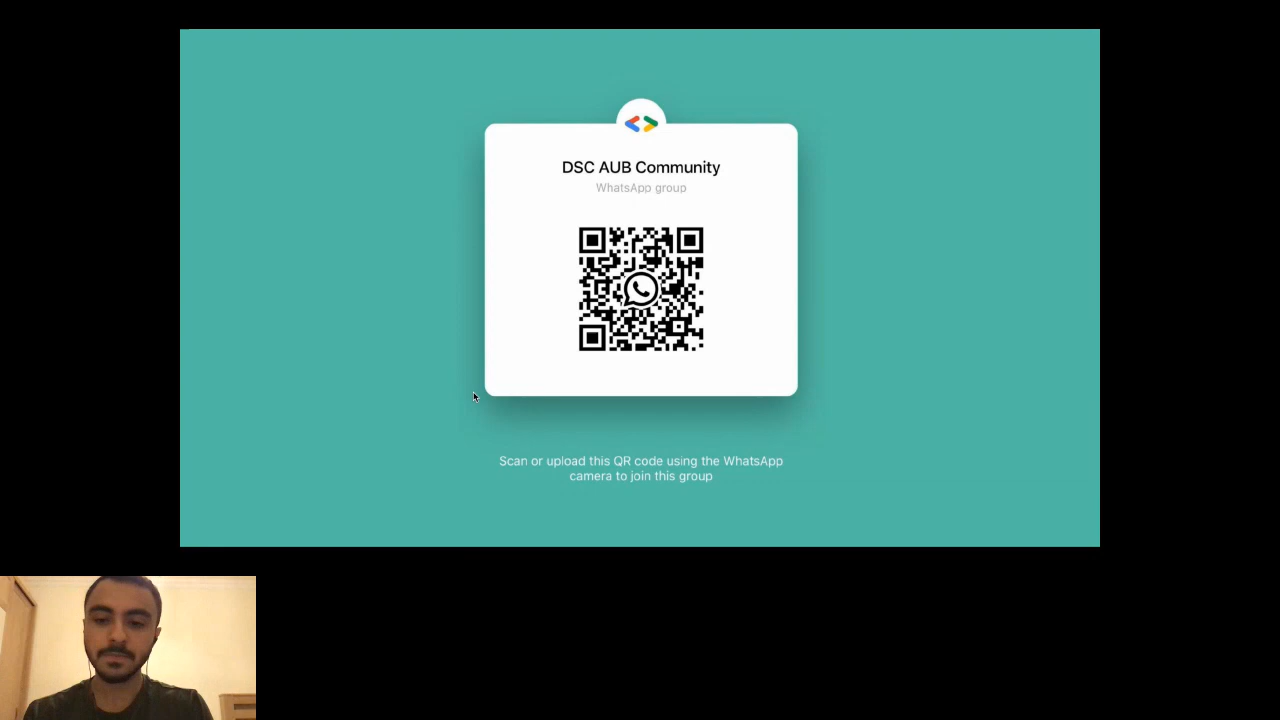 DSC AUB Community
WhatsApp group
Scan or upload this QR code using the WhatsApp
camera to join this group